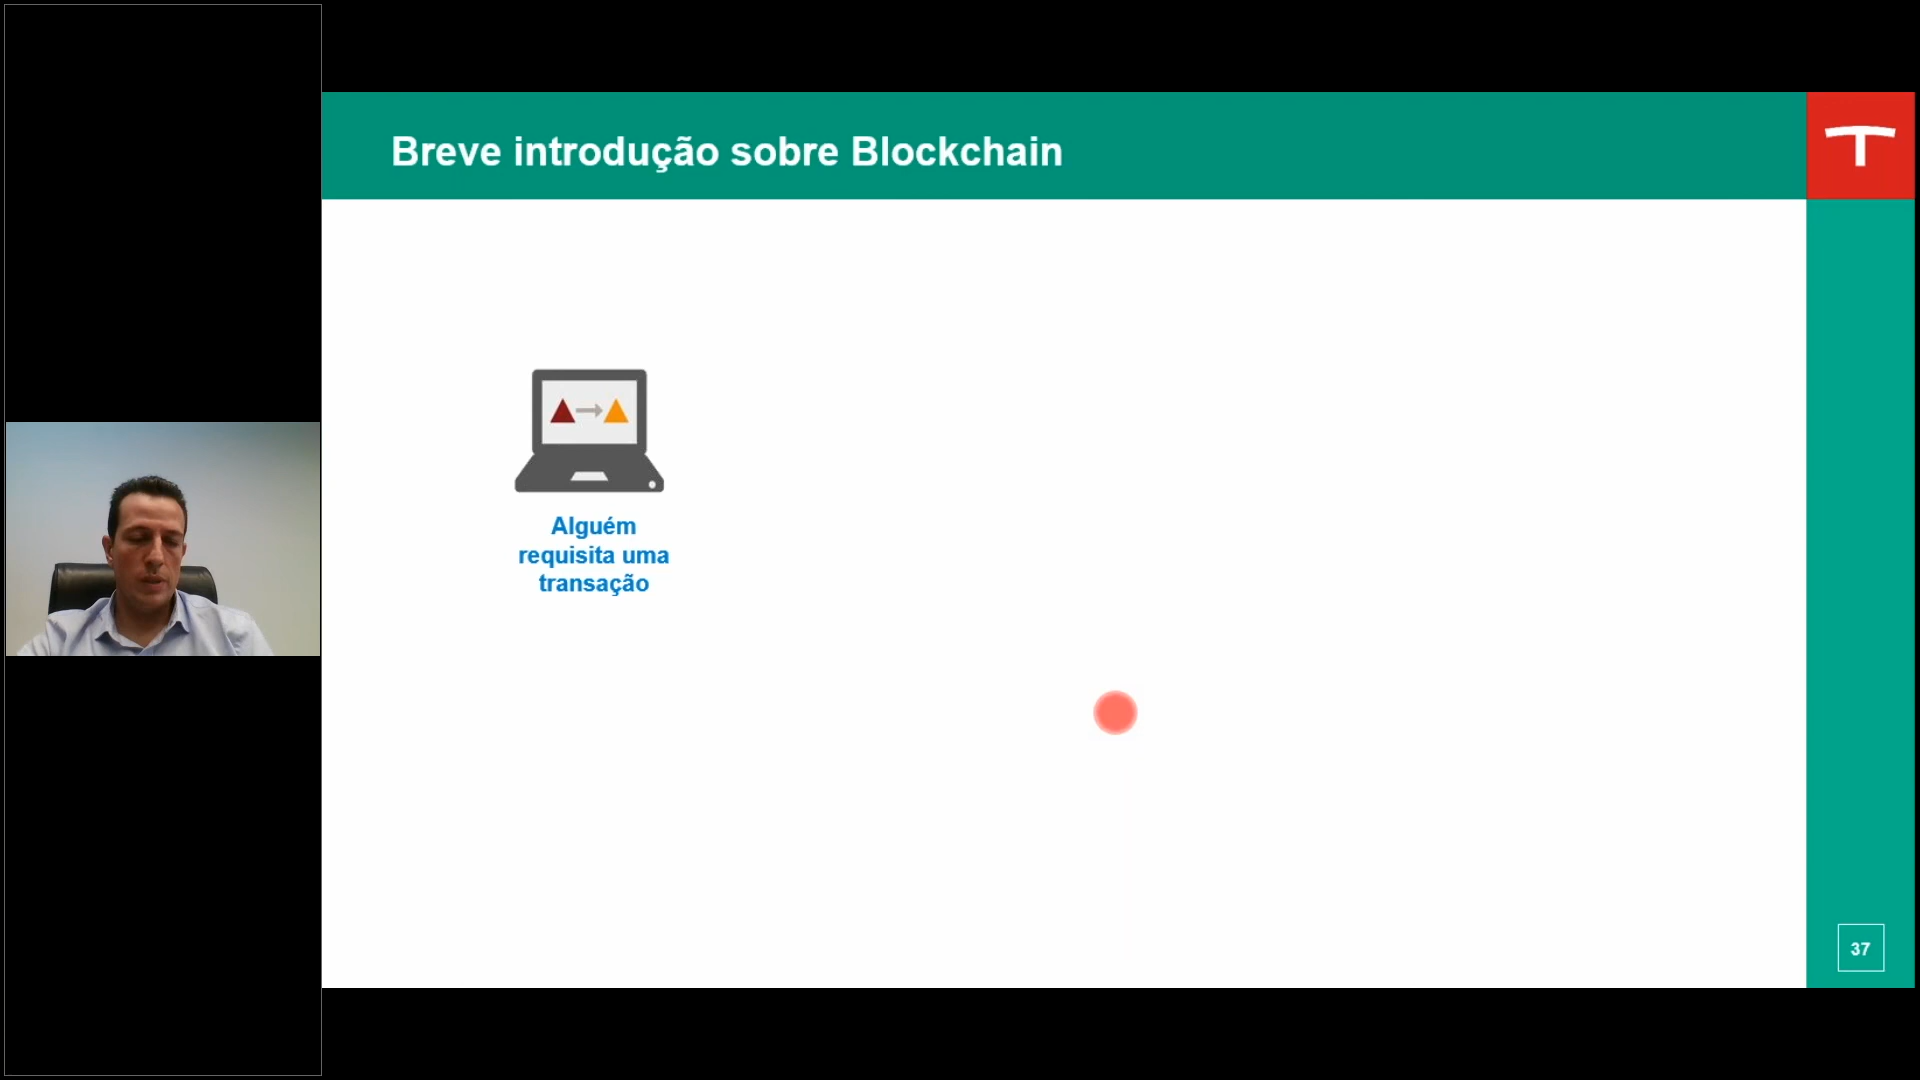 Breve introdução sobre Blockchain
Alguém
requisita uma
transação
37